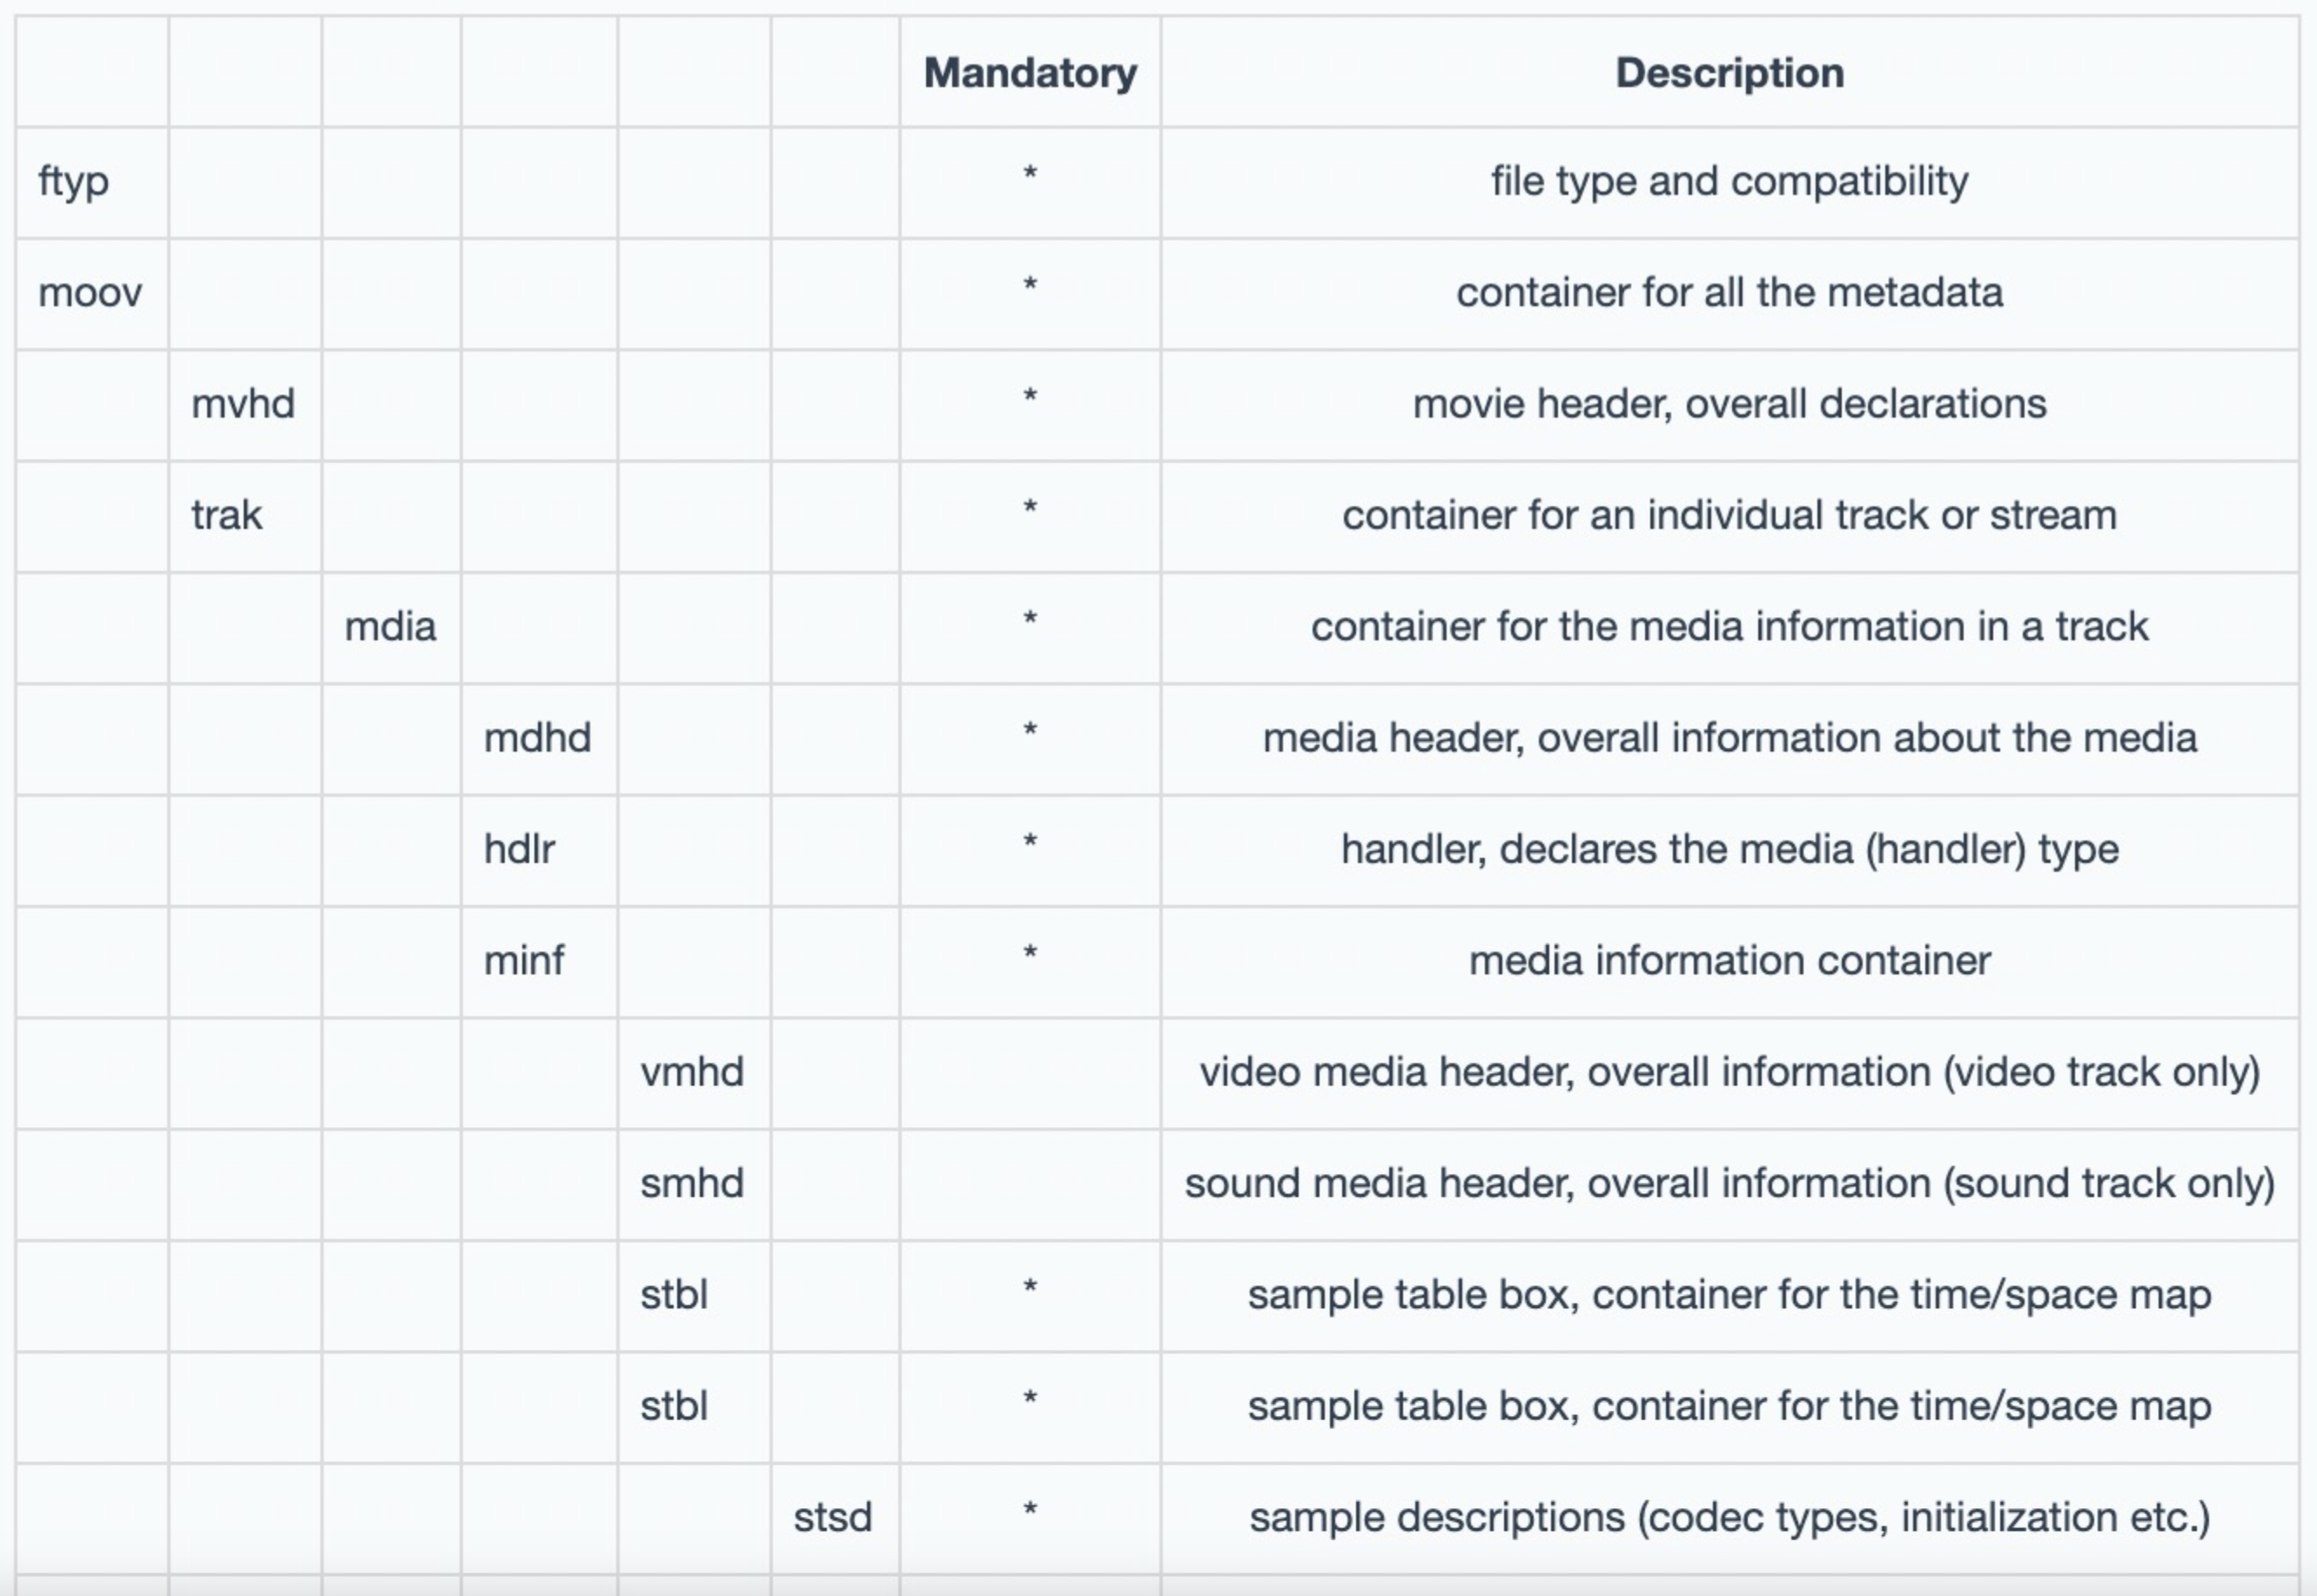 Mandatory Description
ftyp * file type and compatibility
moov * container for all the metadata
mvhd * movie header, overall declarations
trak * container for an individual track or stream
mdia * container for the media information in a track
mdhd * media header, overall information about the media
hdlr * handler, declares the media (handler) type
minf * media information container
vmhd video media header, overall information (video track only)
smhd sound media header, overall information (sound track only)
stbl * sample table box, container for the time/space map
stbl * sample table box, container for the time/space map
stsd * sample descriptions (codec types, initialization etc.)